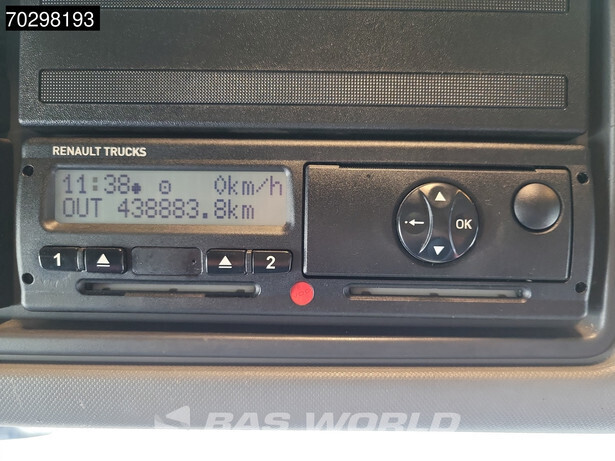 70298193
RENAULT TRUCKS
11:38 0km/h
OUT 438883.8km
1 2
OK
BAS WORLD